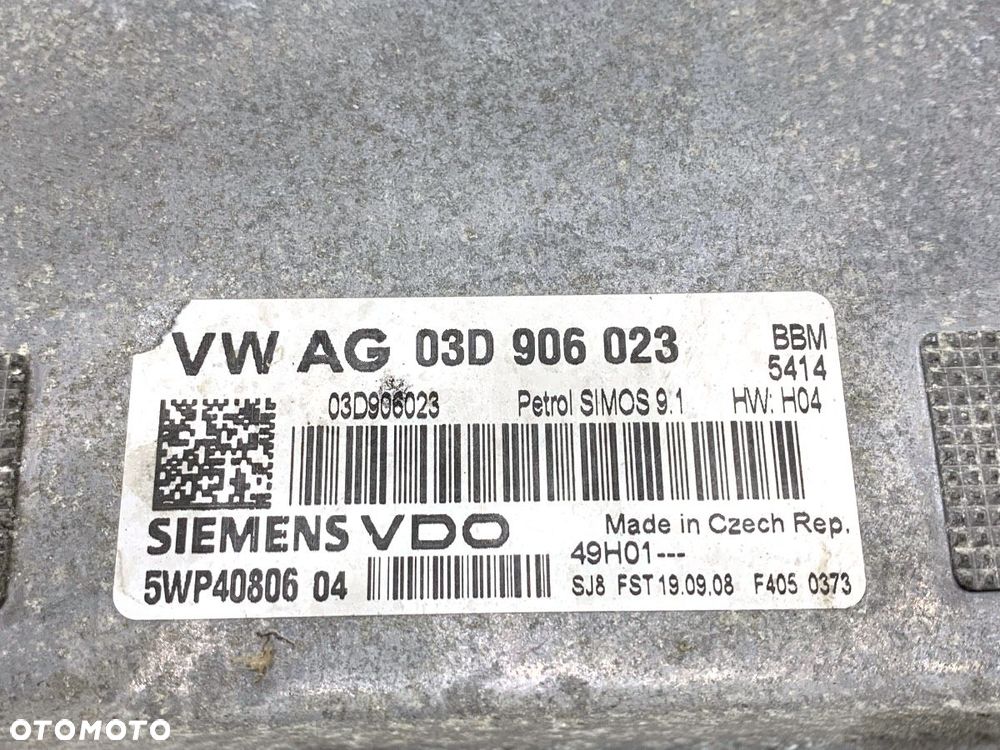 VW AG 03D 906 023
BBM
5414
03D906023 Petrol SIMOS 9.1 HW: H04
SIEMENS VDO
Made in Czech Rep.
49H01---
5WP40806 04
SJ8 FST 19.09.08 F405 0373
OTOMOTO
OTOMOTO